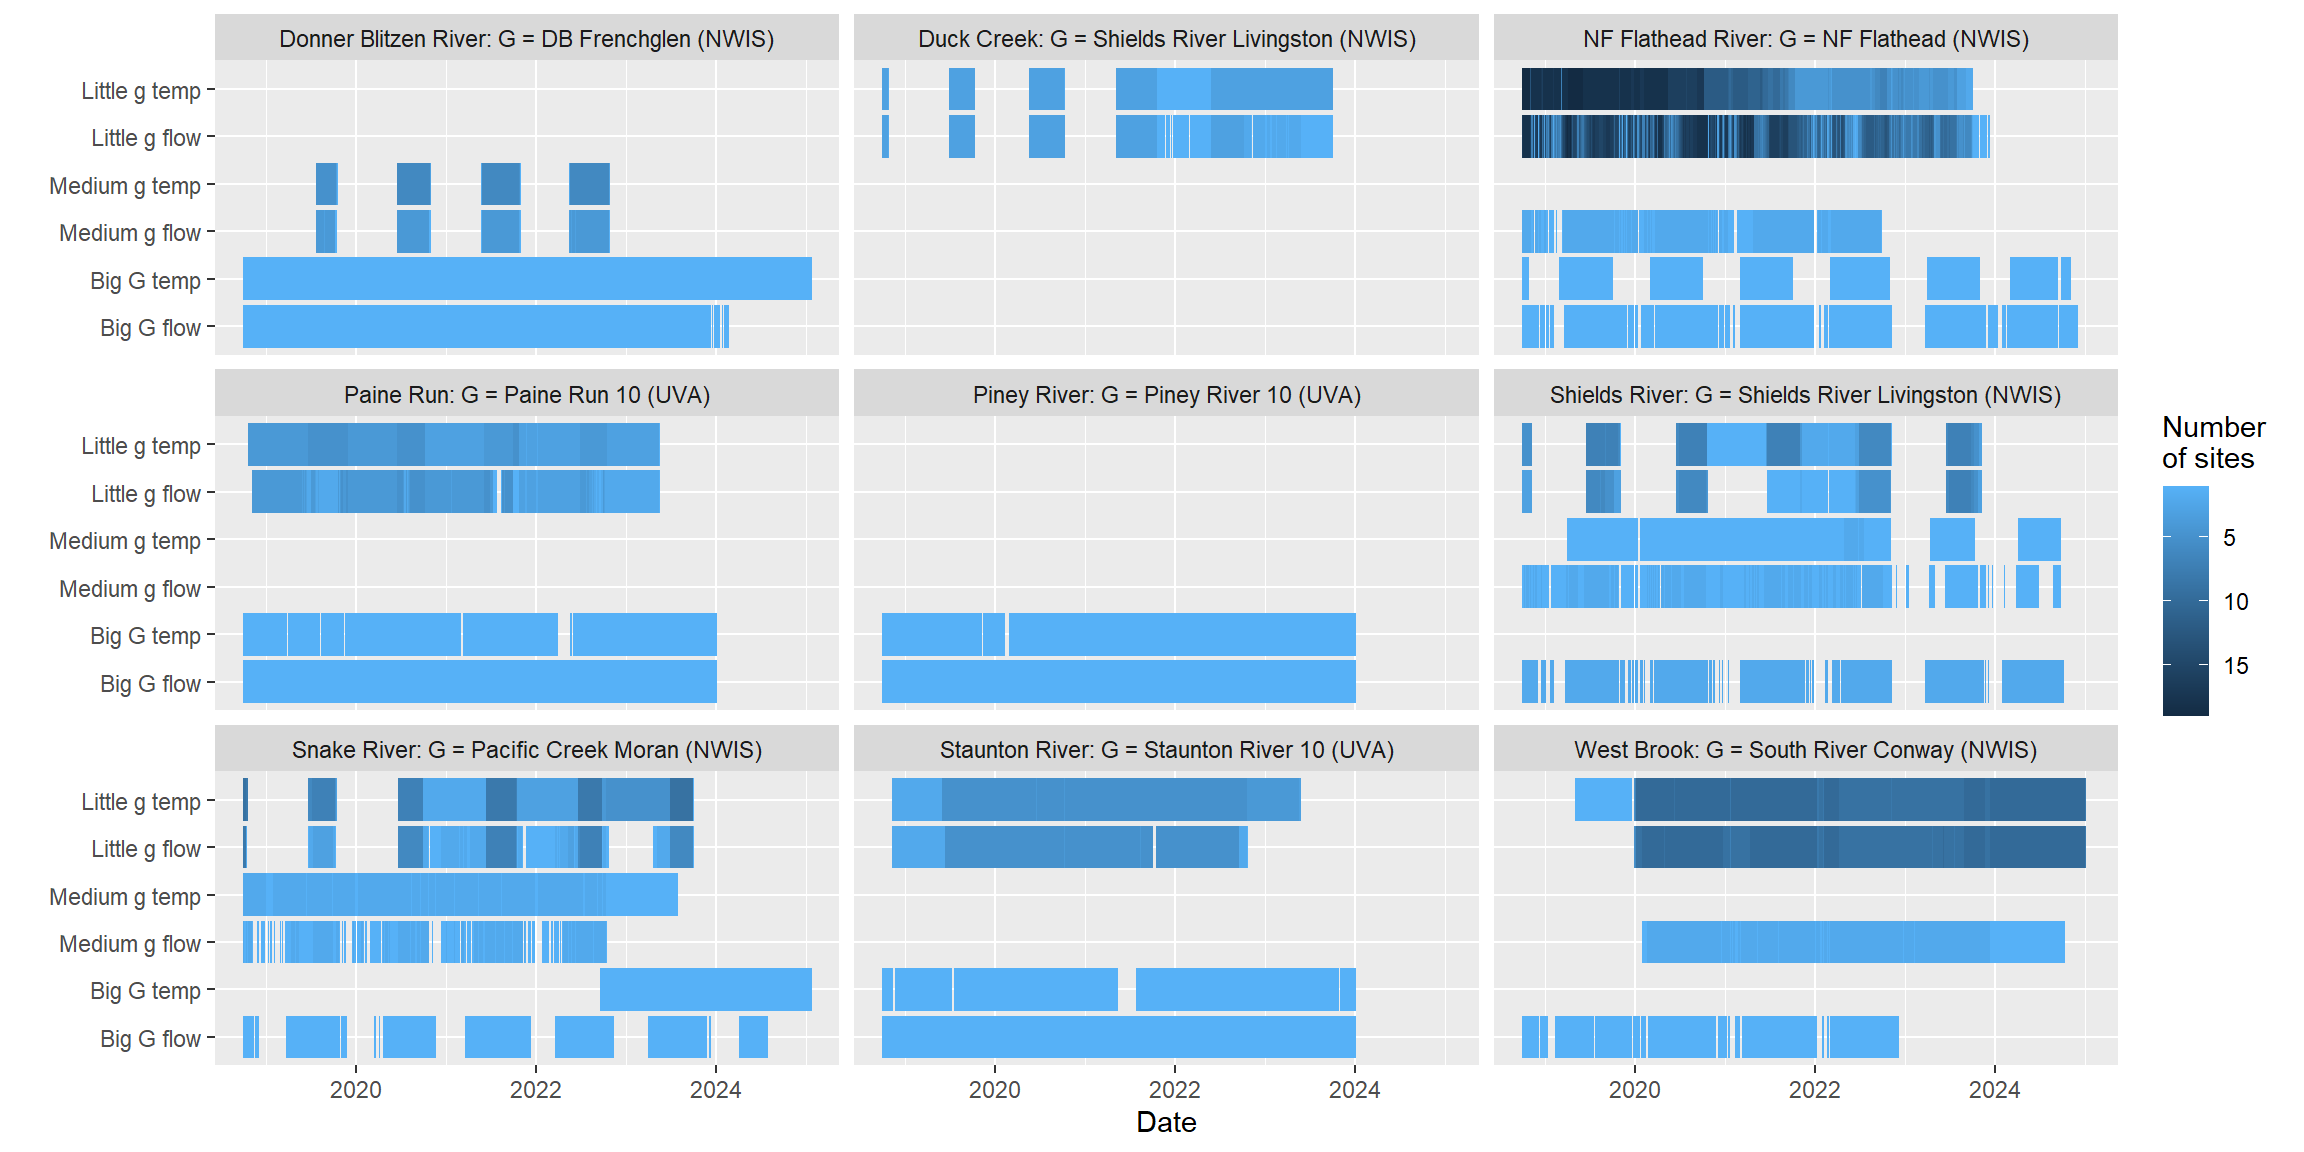 Donner Blitzen River: G = DB Frenchglen (NWIS)
Duck Creek: G = Shields River Livingston (NWIS)
NF Flathead River: G = NF Flathead (NWIS)
Little g temp
Little g flow
Medium g temp
Medium g flow
Big G temp
Big G flow
Paine Run: G = Paine Run 10 (UVA)
Piney River: G = Piney River 10 (UVA)
Shields River: G = Shields River Livingston (NWIS)
Little g temp
Little g flow
Medium g temp
Medium g flow
Big G temp
Big G flow
Number
of sites
5
10
15
Snake River: G = Pacific Creek Moran (NWIS)
Staunton River: G = Staunton River 10 (UVA)
West Brook: G = South River Conway (NWIS)
Little g temp
Little g flow
Medium g temp
Medium g flow
Big G temp
Big G flow
2020 2022 2024
2020 2022 2024
2020 2022 2024
Date